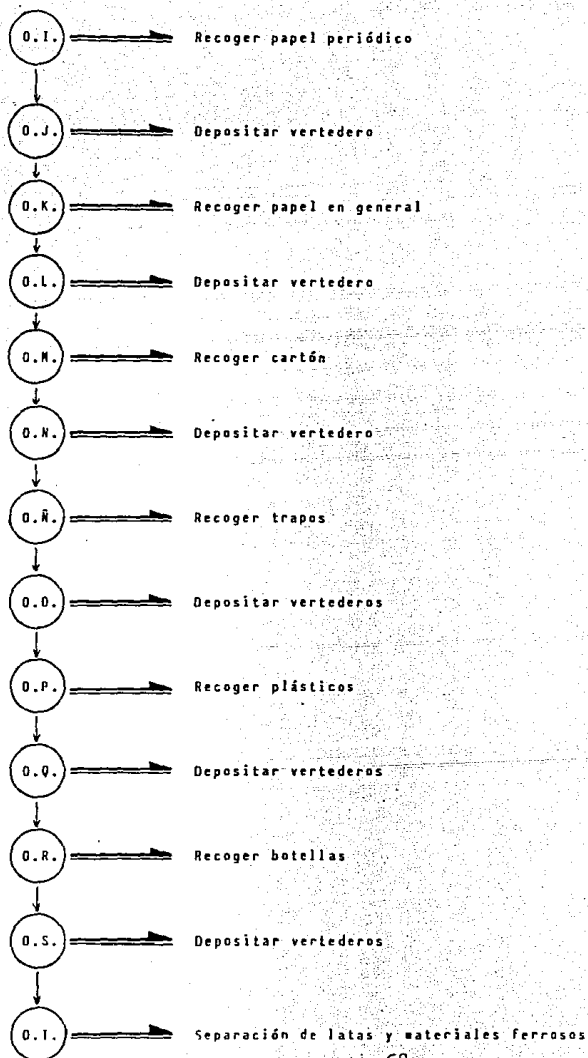 O.I. Recoger papel periódico
O.J. Depositar vertedero
O.K. Recoger papel en general
O.L. Depositar vertedero
O.M. Recoger cartón
O.N. Depositar vertedero
O.Ñ. Recoger trapos
O.O. Depositar vertederos
O.P. Recoger plásticos
O.Q. Depositar vertederos
O.R. Recoger botellas
O.S. Depositar vertederos
O.T. Separación de latas y materiales ferrosos